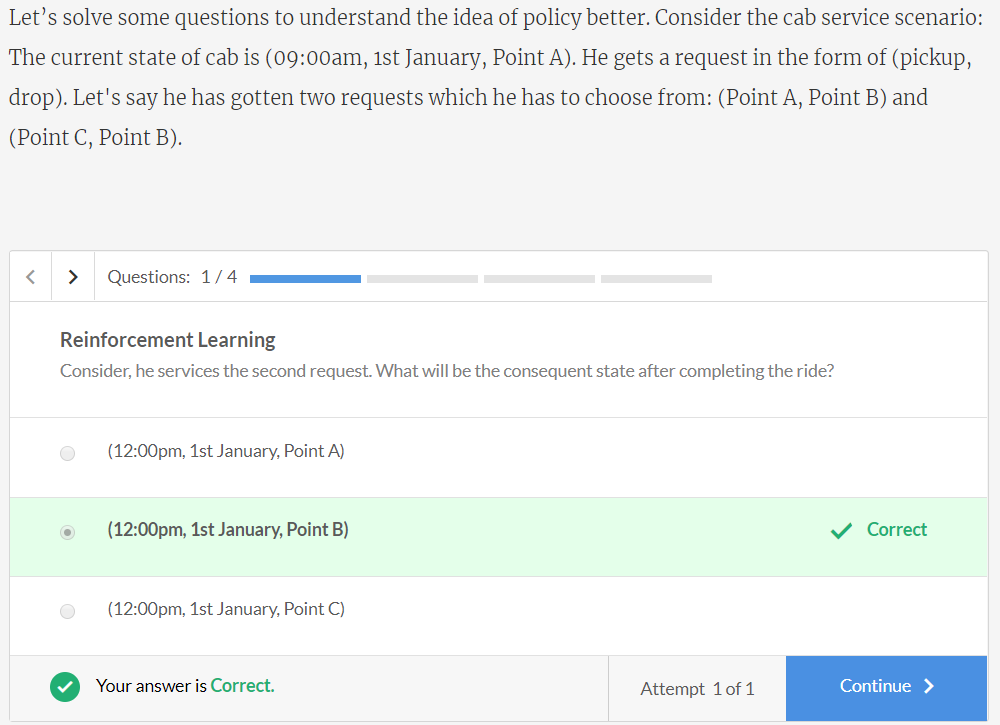 Let’s solve some questions to understand the idea of policy better. Consider the cab service scenario:
The current state of cab is (09:00am, 1st January, Point A). He gets a request in the form of (pickup,
drop). Let's say he has gotten two requests which he has to choose from: (Point A, Point B) and
(Point C, Point B).
Questions: 1 / 4
Reinforcement Learning
Consider, he services the second request. What will be the consequent state after completing the ride?
(12:00pm, 1st January, Point A)
(12:00pm, 1st January, Point B) Correct
(12:00pm, 1st January, Point C)
Your answer is Correct. Attempt 1 of 1 Continue